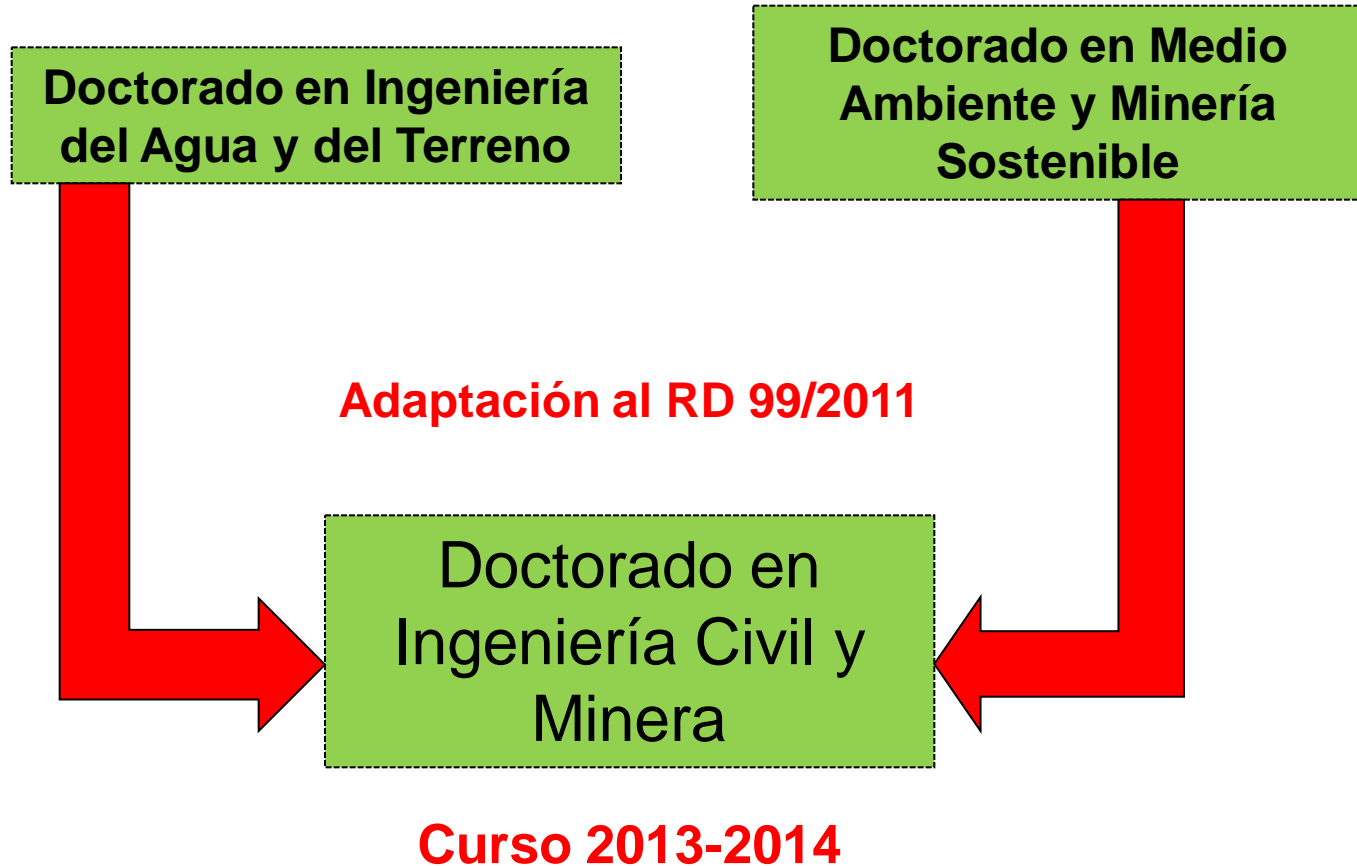 Doctorado en Ingeniería
del Agua y del Terreno
Doctorado en Medio
Ambiente y Minería
Sostenible
Adaptación al RD 99/2011
Doctorado en
Ingeniería Civil y
Minera
Curso 2013-2014